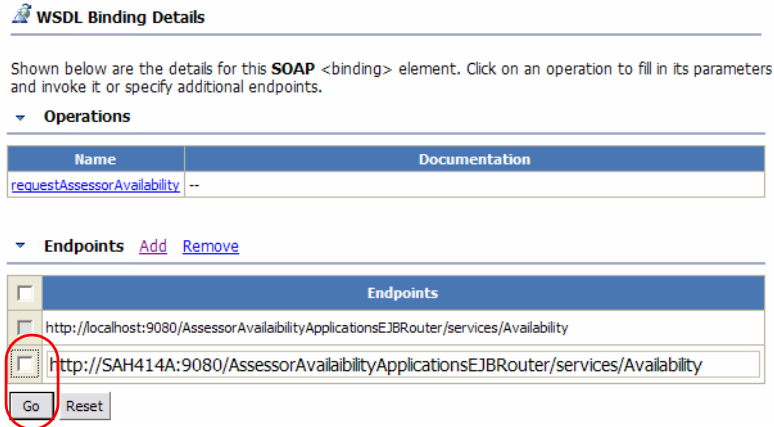 WSDL Binding Details
Shown below are the details for this SOAP <binding> element. Click on an operation to fill in its parameters
and invoke it or specify additional endpoints.
Operations
Name Documentation
requestAssessorAvailability --
Endpoints Add Remove
Endpoints
http://localhost:9080/AssessorAvailaibilityApplicationsEJBRouter/services/Availability
http://SAH414A:9080/AssessorAvailaibilityApplicationsEJBRouter/services/Availability
Go Reset